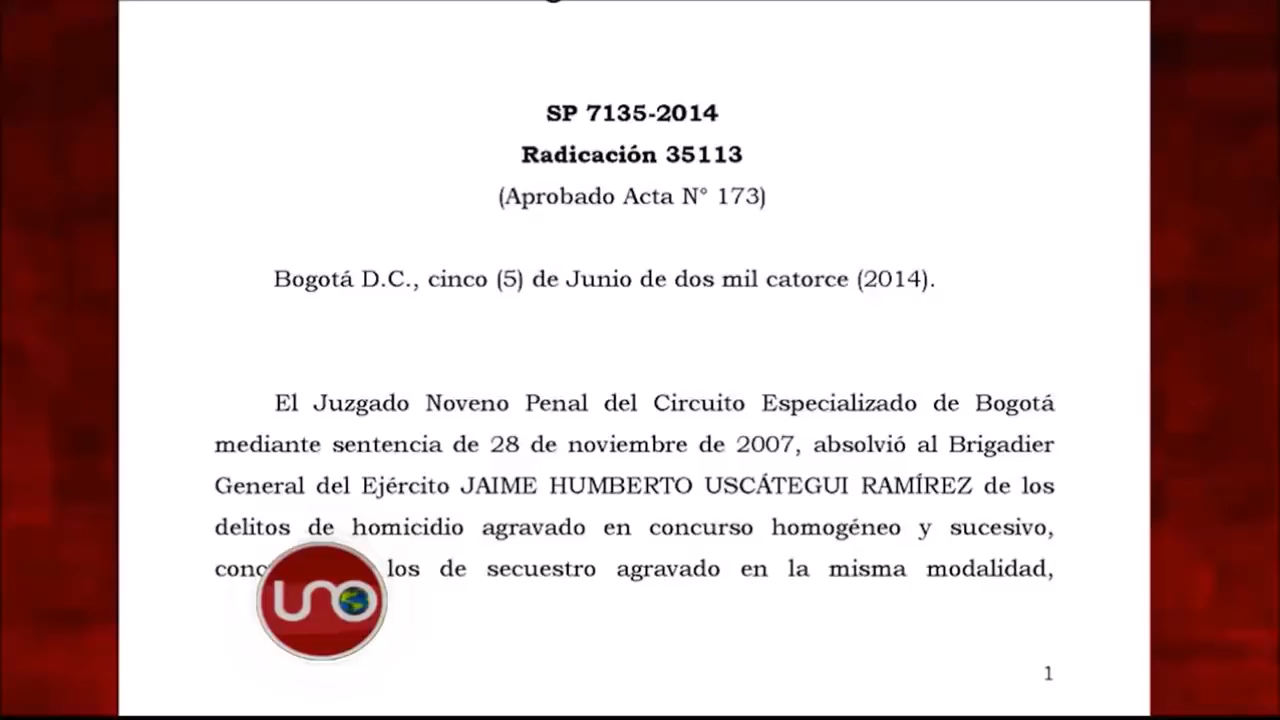 SP 7135-2014
Radicación 35113
(Aprobado Acta N° 173)
Bogotá D.C., cinco (5) de Junio de dos mil catorce (2014).
El Juzgado Noveno Penal del Circuito Especializado de Bogotá
mediante sentencia de 28 de noviembre de 2007, absolvió al Brigadier
General del Ejército JAIME HUMBERTO USCÁTEGUI RAMÍREZ de los
delitos de homicidio agravado en concurso homogéneo y sucesivo,
los de secuestro agravado en la misma modalidad,
UNO
1